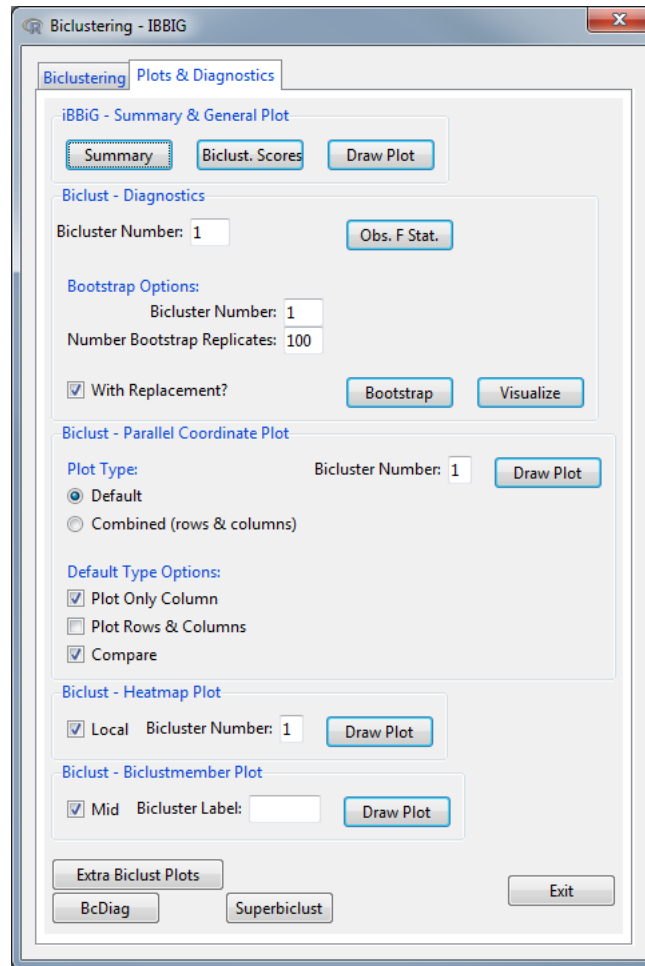 Biclustering - IBBIG
Biclustering Plots & Diagnostics
iBBiG - Summary & General Plot
Summary Biclust. Scores Draw Plot
Biclust - Diagnostics
Bicluster Number: 1 Obs. F Stat.
Bootstrap Options:
Bicluster Number: 1
Number Bootstrap Replicates: 100
With Replacement? Bootstrap Visualize
Biclust - Parallel Coordinate Plot
Plot Type: Bicluster Number: 1 Draw Plot
Default
Combined (rows & columns)
Default Type Options:
Plot Only Column
Plot Rows & Columns
Compare
Biclust - Heatmap Plot
Local Bicluster Number: 1 Draw Plot
Biclust - Biclustmember Plot
Mid Bicluster Label: Draw Plot
Extra Biclust Plots
Exit
BcDiag Superbiclust